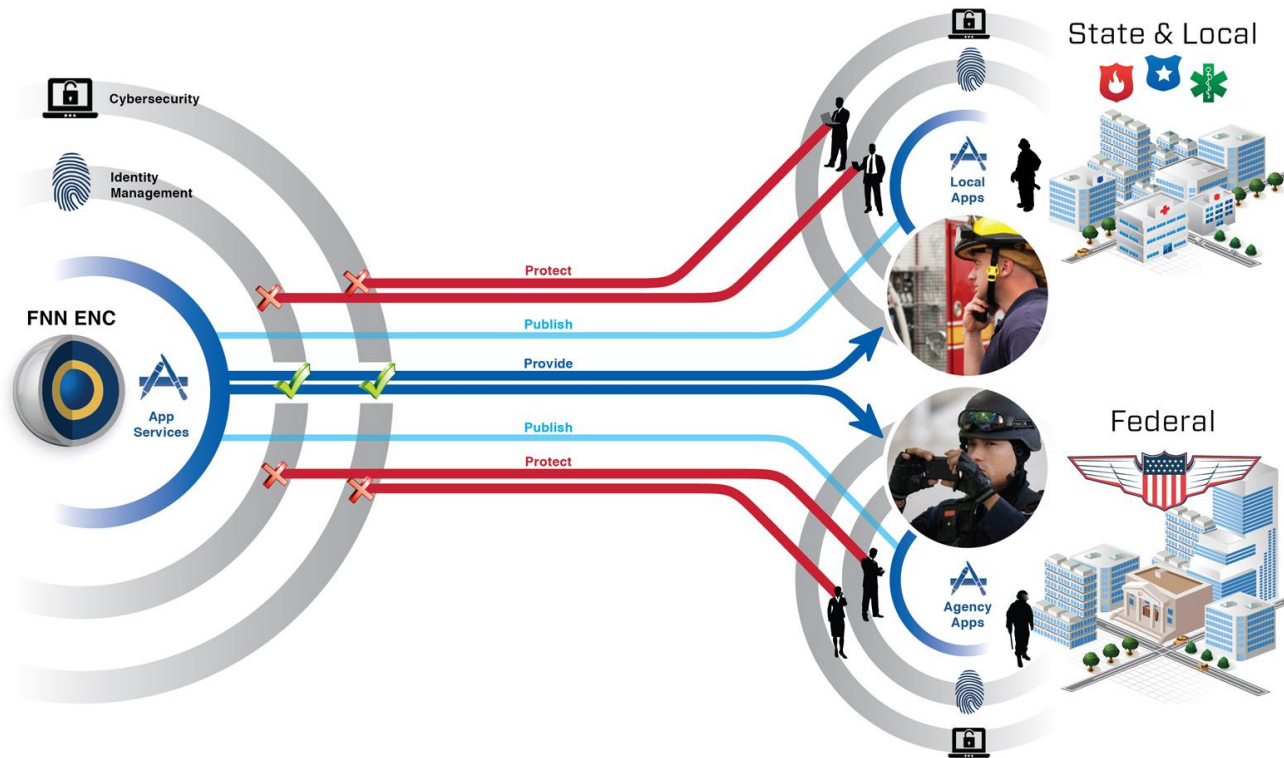 State & Local
Cybersecurity
Identity
Management
Local
Apps
Protect
FNN ENC
Publish
Provide
App
Services
Publish
Federal
Protect
Agency
Apps